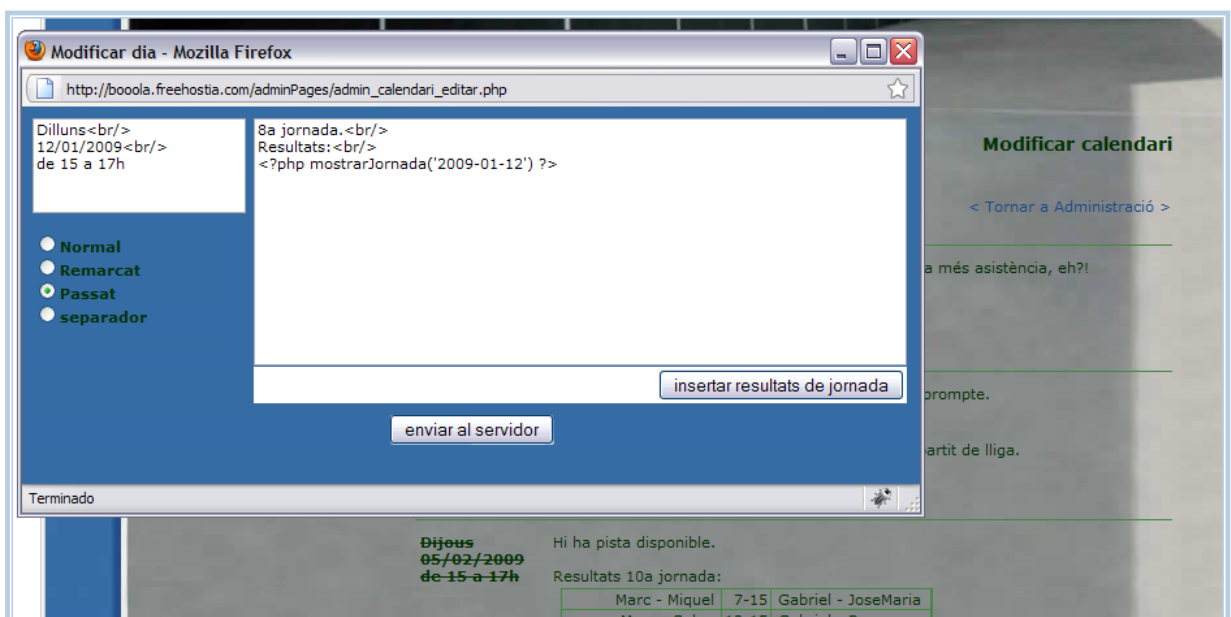 Modificar dia - Mozilla Firefox
http://booola.freehostia.com/adminPages/admin_calendari_editar.php
Dilluns<br/>
12/01/2009<br/>
de 15 a 17h
8a jornada.<br/>
Resultats:<br/>
<?php mostrarJornada('2009-01-12') ?>
Normal
Remarcat
Passat
separador
insertar resultats de jornada
enviar al servidor
Terminado
Modificar calendari
< Tornar a Administració >
a més asistència, eh?!
prompte.
partit de lliga.
Dijous
05/02/2009
de 15 a 17h
Hi ha pista disponible.
Resultats 10a jornada:
Marc - Miquel 7-15 Gabriel - JoseMaria